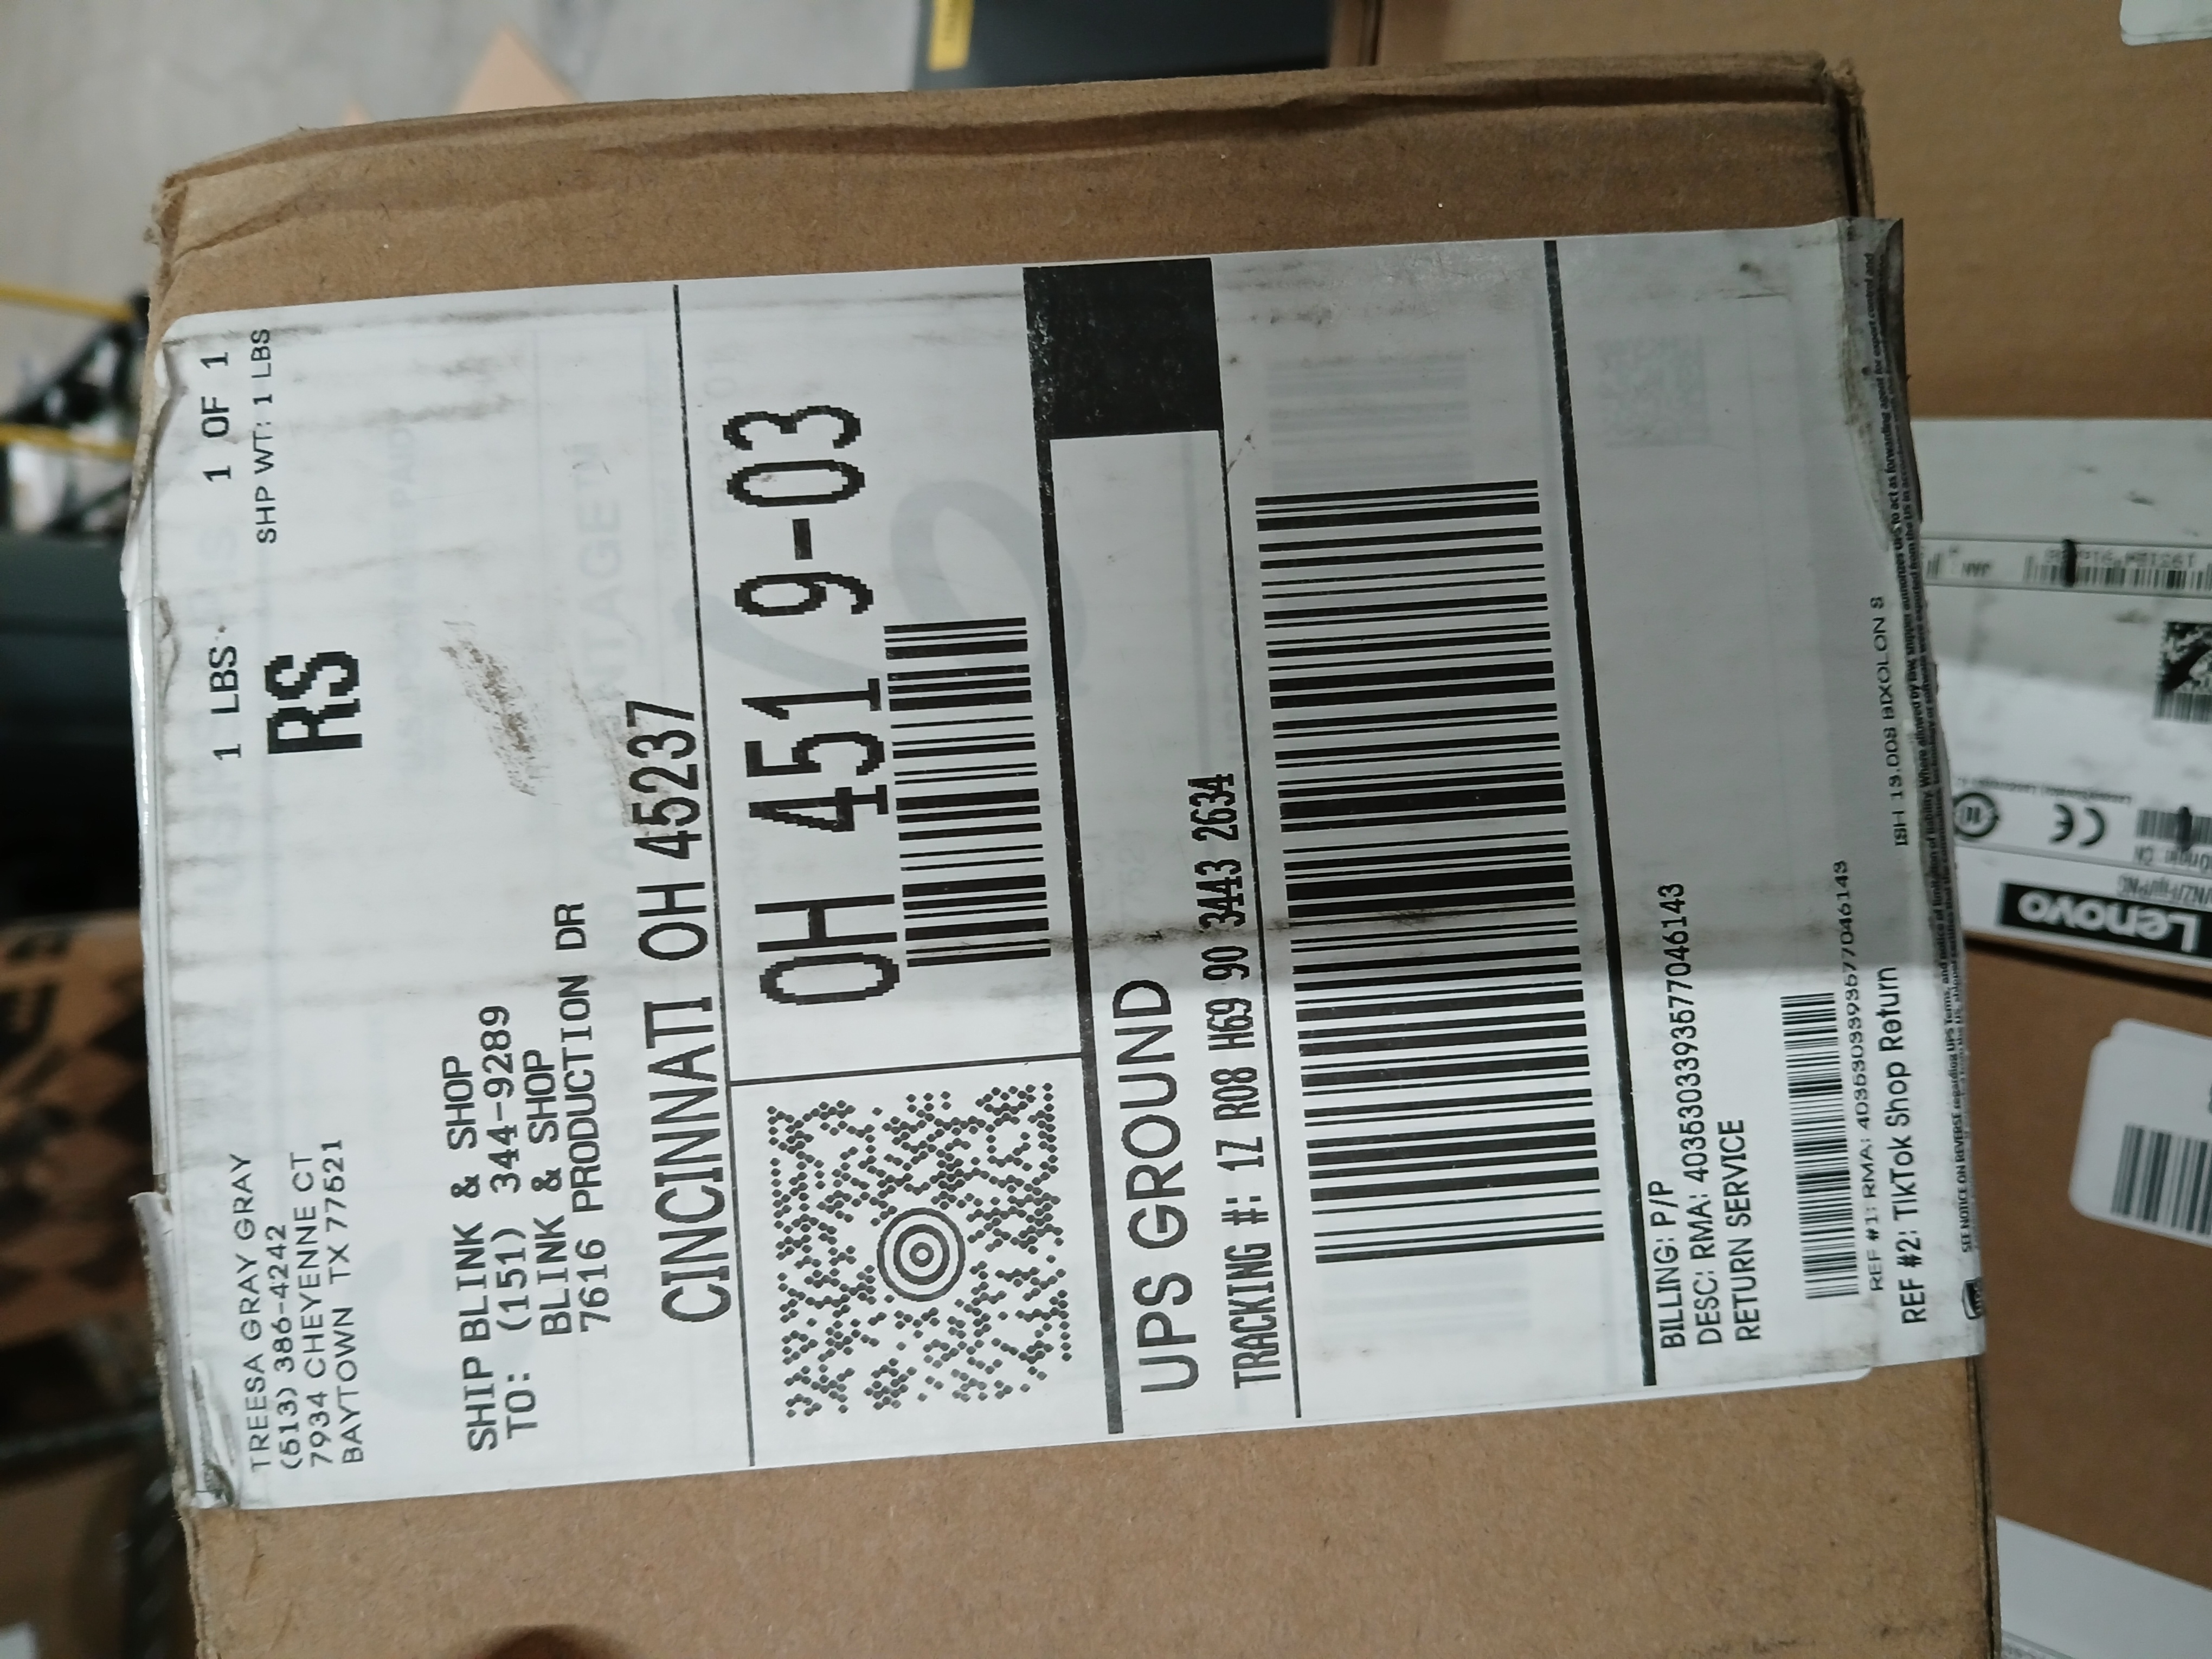 TREESA GRAY GRAY
(513) 386-4242
7934 CHEYENNE CT
BAYTOWN TX 77521
1 LBS
1 OF 1
SHP WT: 1 LBS
RS
SHIP BLINK & SHOP
TO: (151) 344-9289
BLINK & SHOP
7616 PRODUCTION DR
CINCINNATI OH 45237
OH 451 9-03
UPS GROUND
TRACKING #: 1Z R08 H69 90 3443 2634
BILLING: P/P
DESC: RMA: 4035303393577046143
RETURN SERVICE
REF #1: RMA: 4035303393577046143
REF #2: TikTok Shop Return
ISH 13.00S BIXOLON S
Lenovo